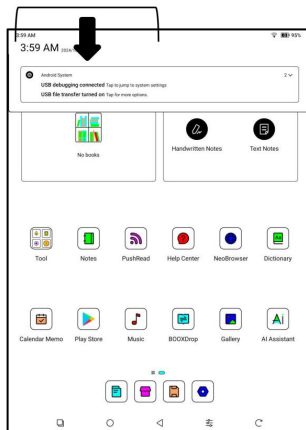 3:59 AM
95%
3:59 AM
Android System
2
USB debugging connected Tap to jump to system settings
USB file transfer turned on Tap for more options.
No books
Handwritten Notes
Text Notes
Tool
Notes
PushRead
Help Center
NeoBrowser
Dictionary
Calendar Memo
Play Store
Music
BOOXDrop
Gallery
AI Assistant